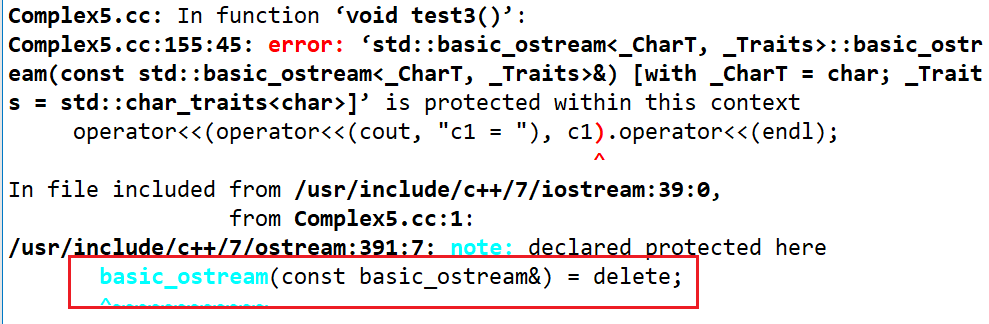 Complex5.cc: In function ‘void test3()’:
Complex5.cc:155:45: error: ‘std::basic_ostream<_CharT, _Traits>::basic_ostr
eam(const std::basic_ostream<_CharT, _Traits>&) [with _CharT = char; _Trait
s = std::char_traits<char>]’ is protected within this context
operator<<(operator<<(cout, "c1 = "), c1).operator<<(endl);
^
In file included from /usr/include/c++/7/iostream:39:0,
from Complex5.cc:1:
/usr/include/c++/7/ostream:391:7: note: declared protected here
basic_ostream(const basic_ostream&) = delete;
^~~~~~~~~~~~~